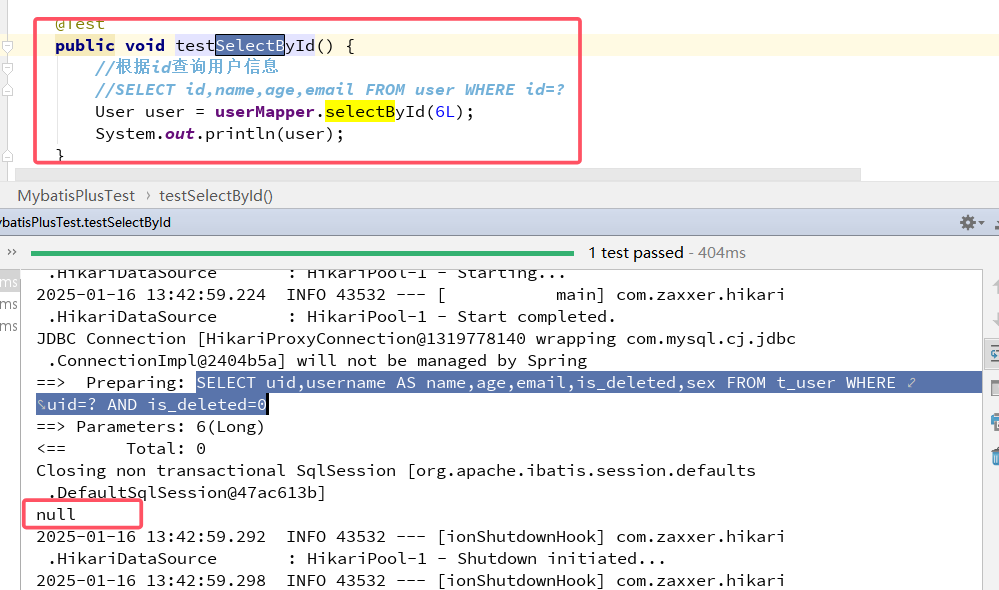 @Test
public void testSelectById() {
//根据id查询用户信息
//SELECT id,name,age,email FROM user WHERE id=?
User user = userMapper.selectById(6L);
System.out.println(user);
}
MybatisPlusTest › testSelectById()
ybatisPlusTest.testSelectById
» 1 test passed - 404ms
ms
ms
ms
.HikariDataSource : HikariPool-1 - Starting...
2025-01-16 13:42:59.224 INFO 43532 --- [ main] com.zaxxer.hikari
.HikariDataSource : HikariPool-1 - Start completed.
JDBC Connection [HikariProxyConnection@1319778140 wrapping com.mysql.cj.jdbc
.ConnectionImpl@2404b5a] will not be managed by Spring
==> Preparing: SELECT uid,username AS name,age,email,is_deleted,sex FROM t_user WHERE
uid=? AND is_deleted=0
==> Parameters: 6(Long)
<== Total: 0
Closing non transactional SqlSession [org.apache.ibatis.session.defaults
.DefaultSqlSession@47ac613b]
null
2025-01-16 13:42:59.292 INFO 43532 --- [ionShutdownHook] com.zaxxer.hikari
.HikariDataSource : HikariPool-1 - Shutdown initiated...
2025-01-16 13:42:59.298 INFO 43532 --- [ionShutdownHook] com.zaxxer.hikari